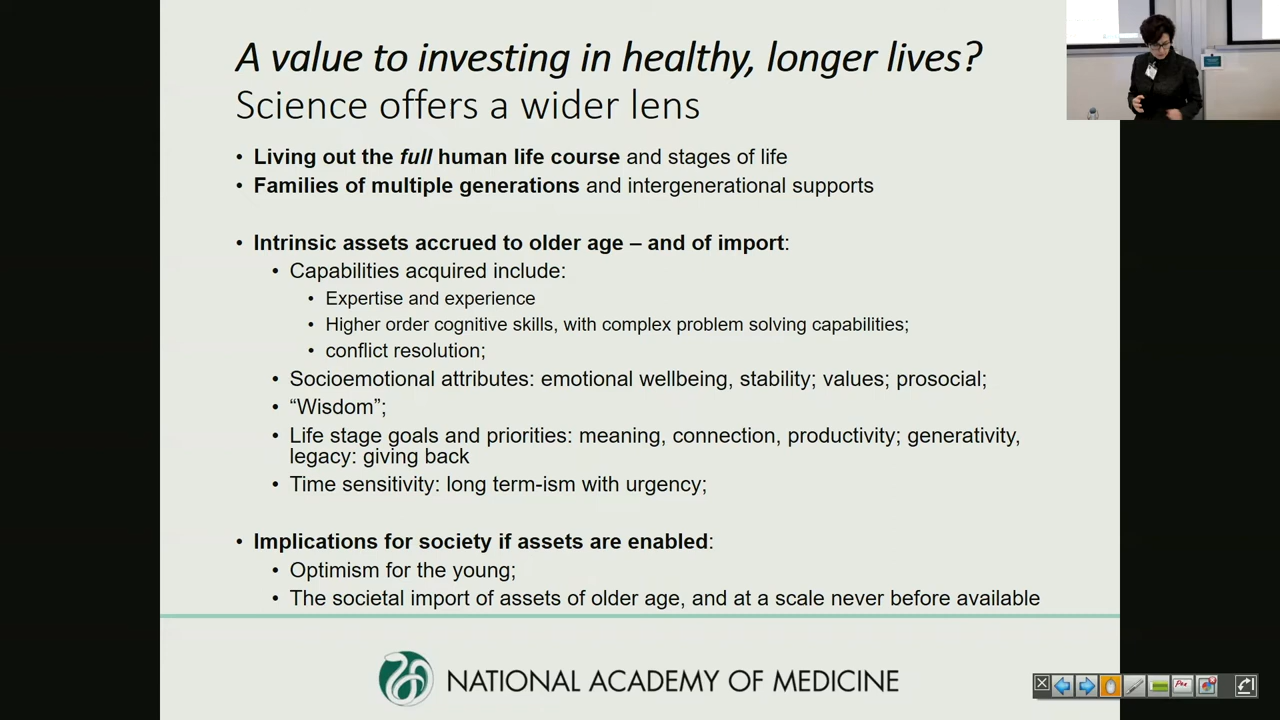 A value to investing in healthy, longer lives?
Science offers a wider lens
• Living out the full human life course and stages of life
• Families of multiple generations and intergenerational supports
• Intrinsic assets accrued to older age – and of import:
• Capabilities acquired include:
• Expertise and experience
• Higher order cognitive skills, with complex problem solving capabilities;
• conflict resolution;
• Socioemotional attributes: emotional wellbeing, stability; values; prosocial;
• “Wisdom”;
• Life stage goals and priorities: meaning, connection, productivity; generativity,
legacy: giving back
• Time sensitivity: long term-ism with urgency;
• Implications for society if assets are enabled:
• Optimism for the young;
• The societal import of assets of older age, and at a scale never before available
NATIONAL ACADEMY OF MEDICINE